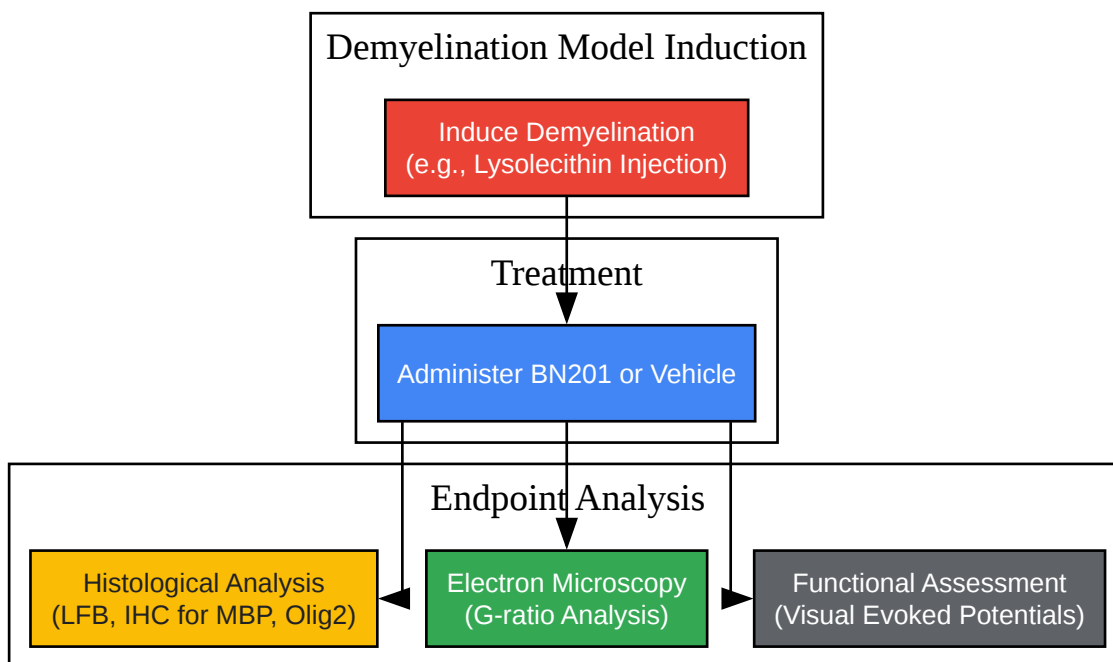 Demyelination Model Induction
Induce Demyelination
(e.g., Lysolecithin Injection)
Treatment
Administer BN201 or Vehicle
Endpoint Analysis
Histological Analysis
(LFB, IHC for MBP, Olig2)
Electron Microscopy
(G-ratio Analysis)
Functional Assessment
(Visual Evoked Potentials)